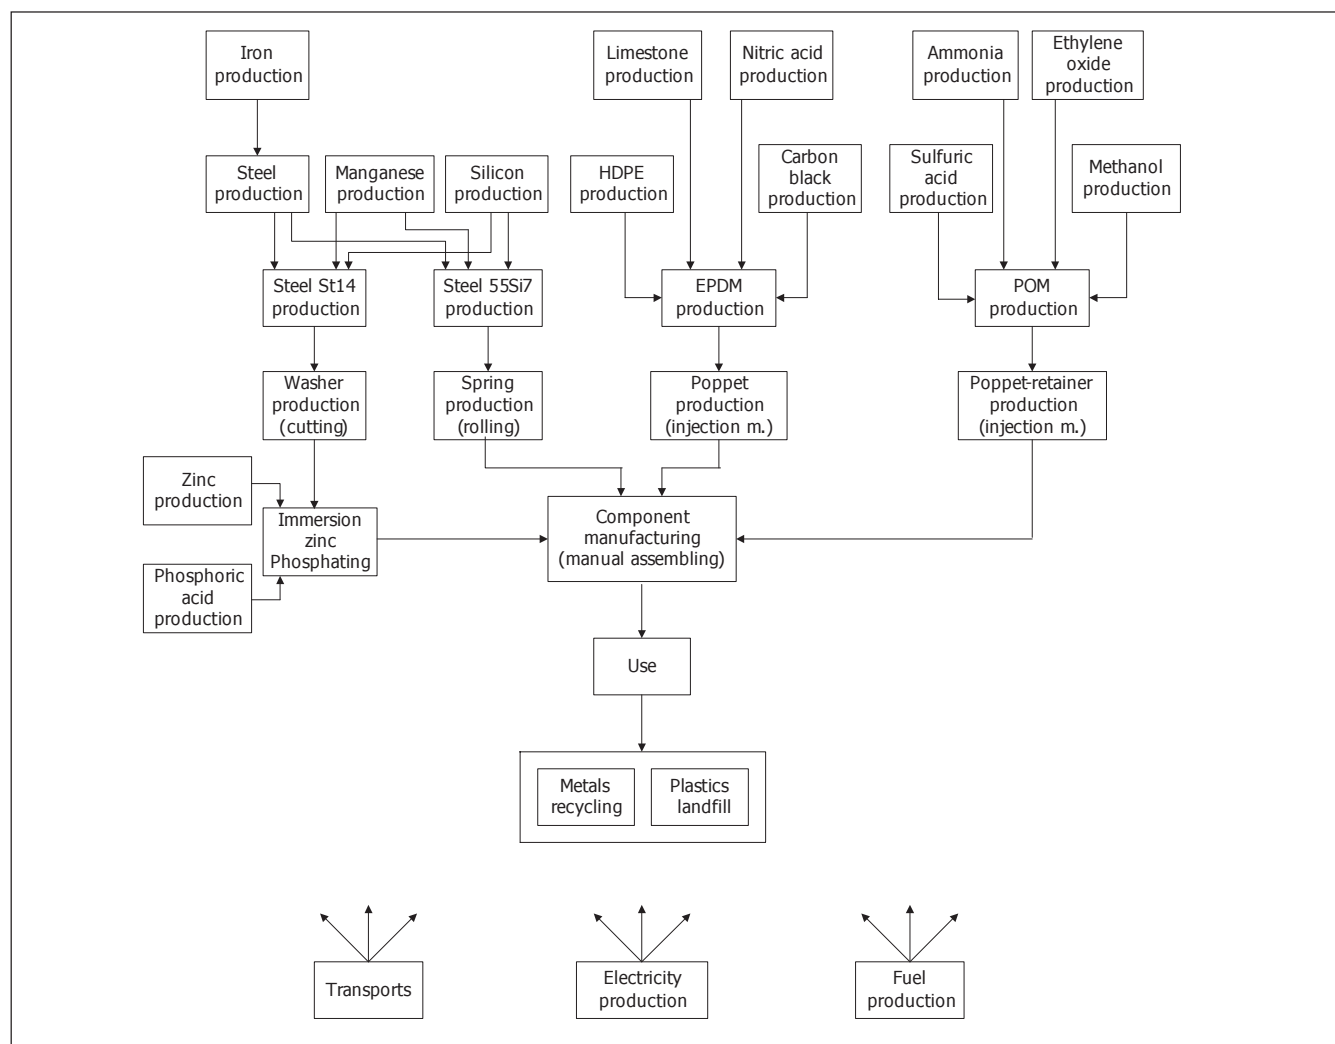 Iron
production
Limestone
production
Nitric acid
production
Ammonia
production
Ethylene
oxide
production
Steel
production
Manganese
production
Silicon
production
HDPE
production
Carbon
black
production
Sulfuric
acid
production
Methanol
production
Steel St14
production
Steel 55Si7
production
EPDM
production
POM
production
Washer
production
(cutting)
Spring
production
(rolling)
Poppet
production
(injection m.)
Poppet-retainer
production
(injection m.)
Zinc
production
Immersion
zinc
Phosphating
Component
manufacturing
(manual assembling)
Phosphoric
acid
production
Use
Metals
recycling
Plastics
landfill
Transports
Electricity
production
Fuel
production